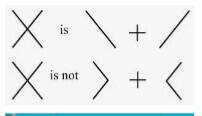 X is \ + /
X is not > + <